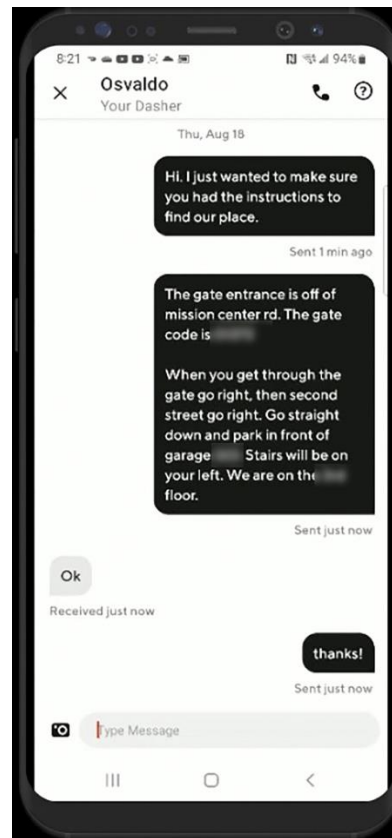 8:21
94%
Osvaldo
Your Dasher
Thu, Aug 18
Hi. I just wanted to make sure
you had the instructions to
find our place.
Sent 1 min ago
The gate entrance is off of
mission center rd. The gate
code is
When you get through the
gate go right, then second
street go right. Go straight
down and park in front of
garage Stairs will be on
your left. We are on the
floor.
Sent just now
Ok
Received just now
thanks!
Sent just now
Type Message